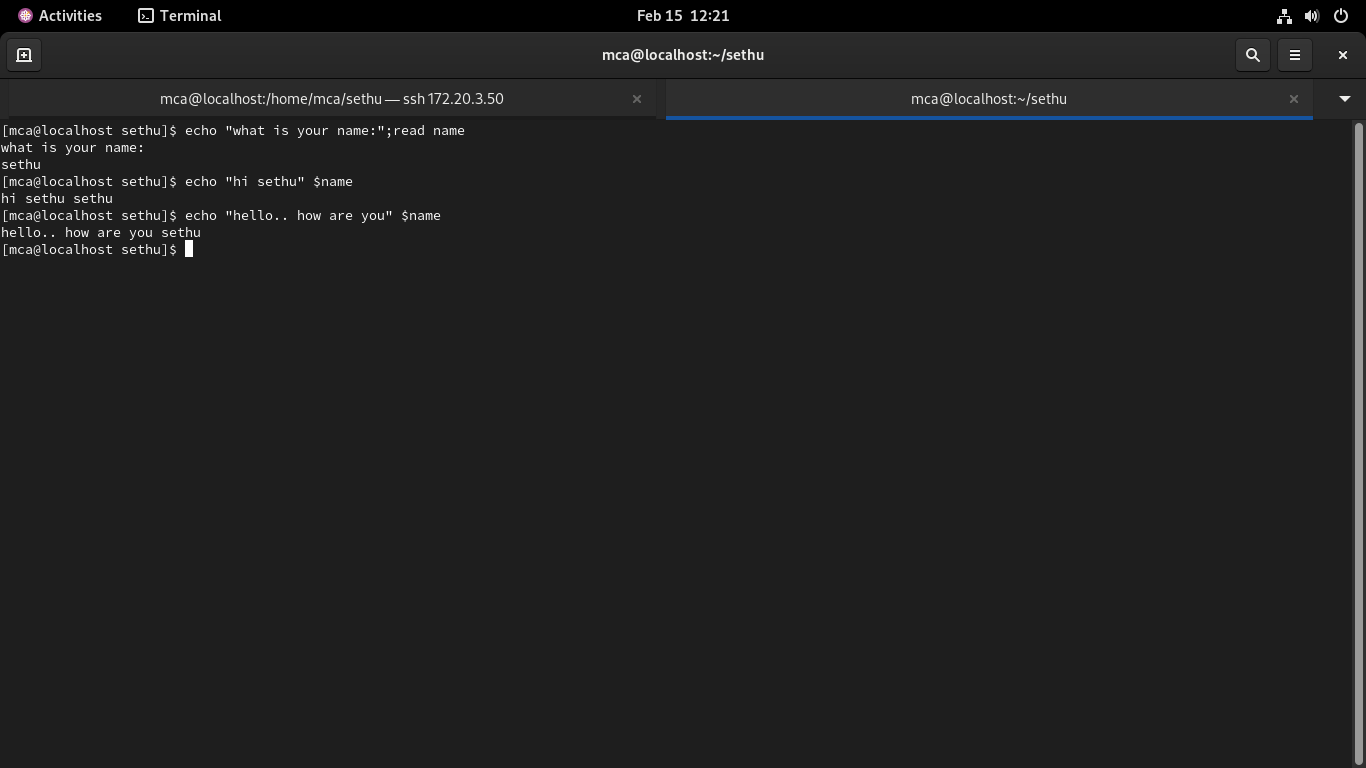 Activities Terminal Feb 15 12:21
mca@localhost:~/sethu
mca@localhost:/home/mca/sethu — ssh 172.20.3.50 mca@localhost:~/sethu
[mca@localhost sethu]$ echo "what is your name:";read name
what is your name:
sethu
[mca@localhost sethu]$ echo "hi sethu" $name
hi sethu sethu
[mca@localhost sethu]$ echo "hello.. how are you" $name
hello.. how are you sethu
[mca@localhost sethu]$